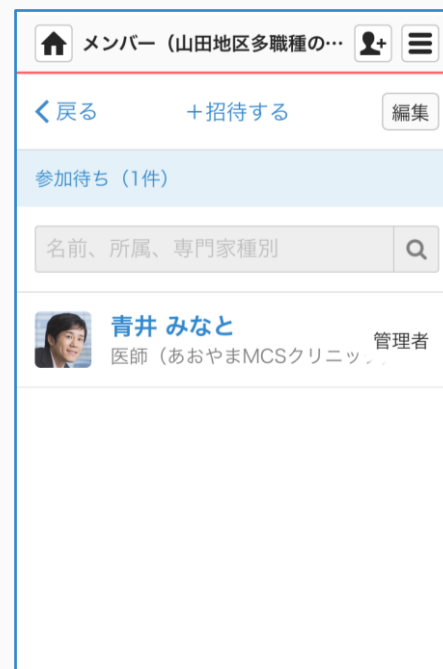 メンバー（山田地区多職種の…
戻る
＋招待する
編集
参加待ち（1件）
名前、所属、専門家種別
青井 みなと
管理者
医師（あおやまMCSクリニッ